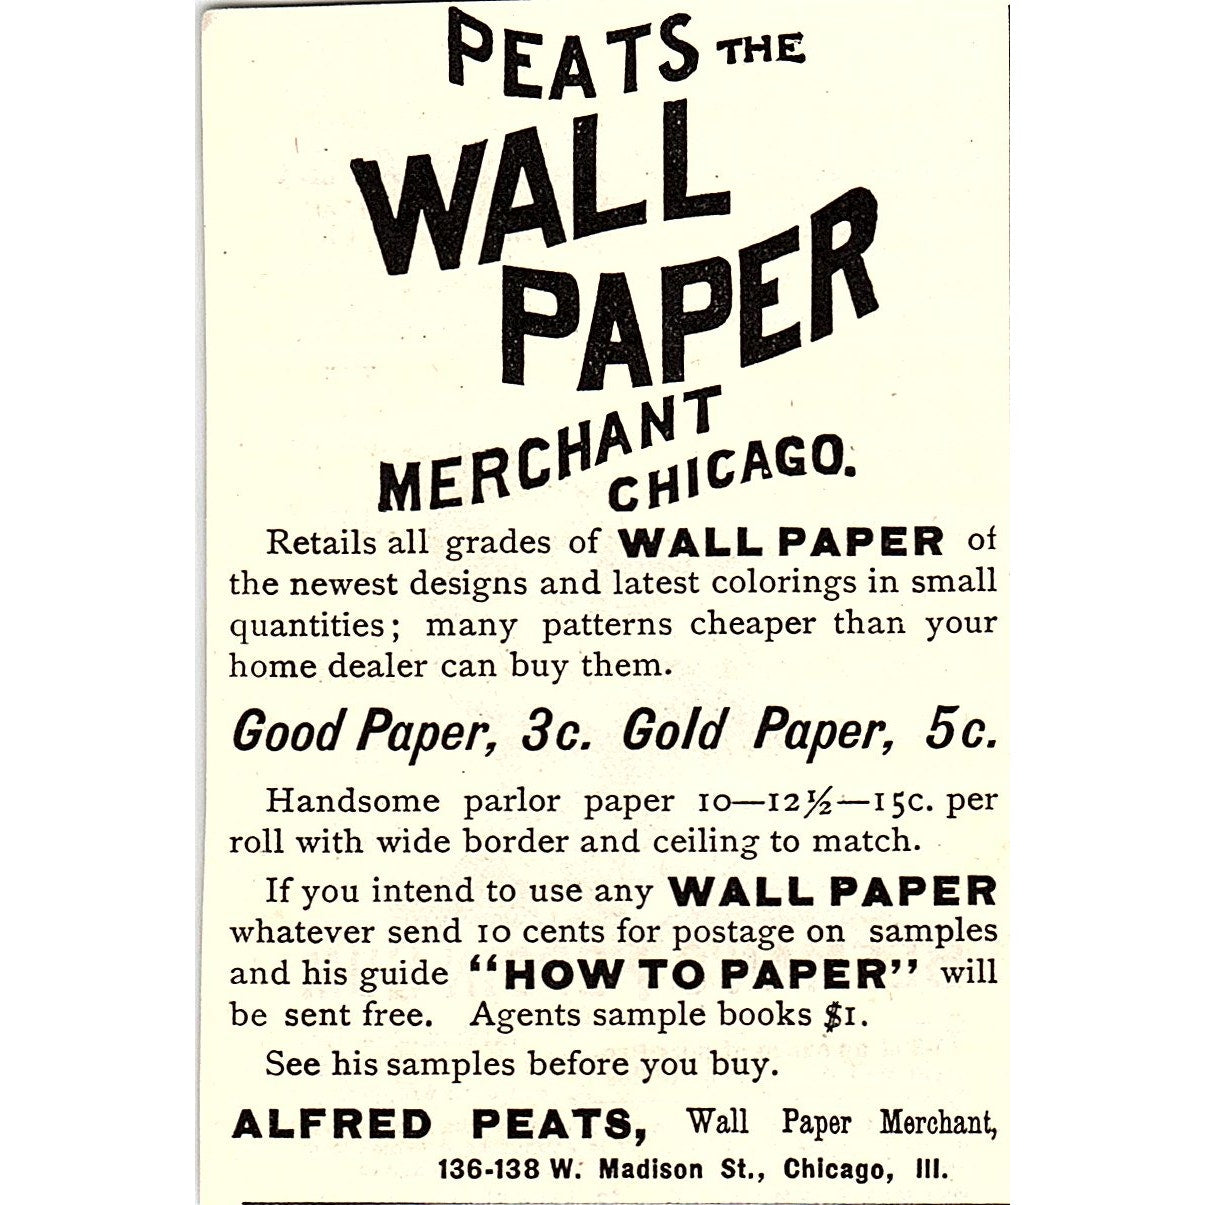 PEATS THE
WALL
PAPER
MERCHANT
CHICAGO.
Retails all grades of WALL PAPER of
the newest designs and latest colorings in small
quantities; many patterns cheaper than your
home dealer can buy them.
Good Paper, 3c. Gold Paper, 5c.
Handsome parlor paper 10—12½—15c. per
roll with wide border and ceiling to match.
If you intend to use any WALL PAPER
whatever send 10 cents for postage on samples
and his guide “HOW TO PAPER” will
be sent free. Agents sample books $1.
See his samples before you buy.
ALFRED PEATS, Wall Paper Merchant,
136-138 W. Madison St., Chicago, Ill.